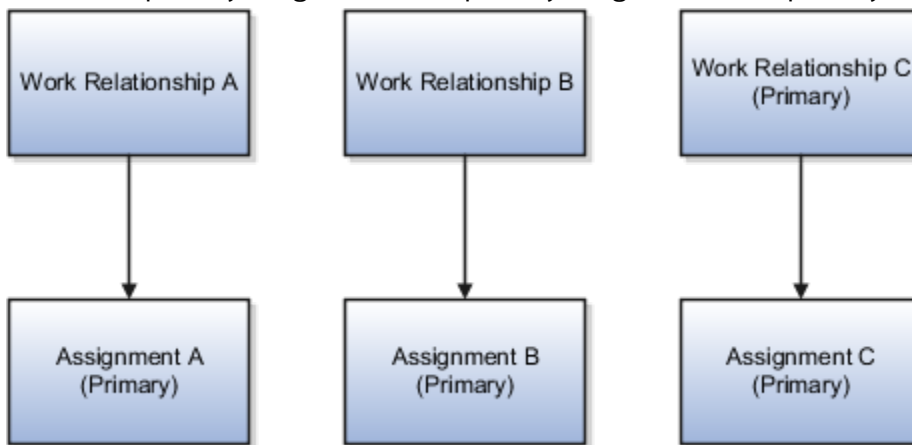 Work Relationship A
Work Relationship B
Work Relationship C
(Primary)
Assignment A
(Primary)
Assignment B
(Primary)
Assignment C
(Primary)